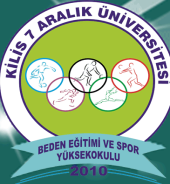 KİLİS 7 ARALIK ÜNİVERSİTESİ
BEDEN EĞİTİMİ VE SPOR
YÜKSEKOKULU
2010